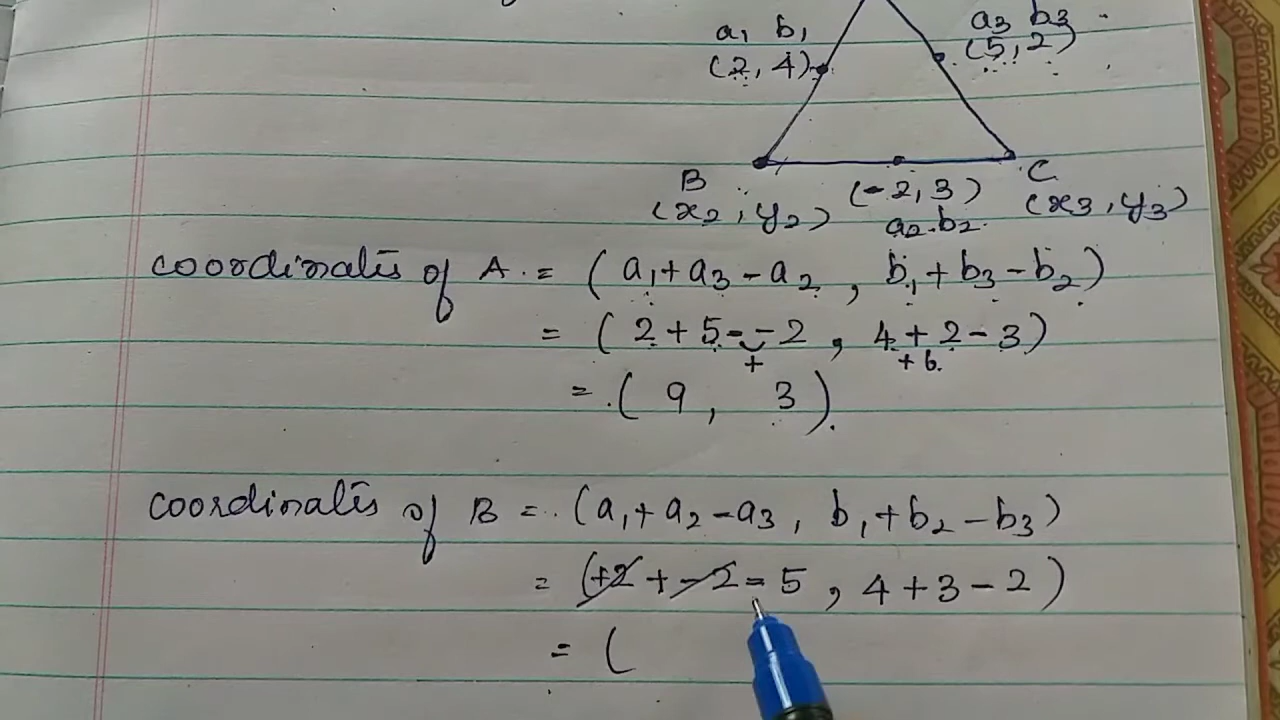 a₁ b₁
(2, 4)
a₃ b₃
(5, 2)
B
(x₂, y₂)
(-2, 3)
a₂ b₂
C
(x₃, y₃)
coordinates of A = (a₁ + a₃ - a₂, b₁ + b₃ - b₂)
= (2 + 5 - -2, 4 + 2 - 3)
+ +6
= (9, 3)
coordinates of B = (a₁ + a₂ - a₃, b₁ + b₂ - b₃)
= (+2 + -2 - 5, 4 + 3 - 2)
= (